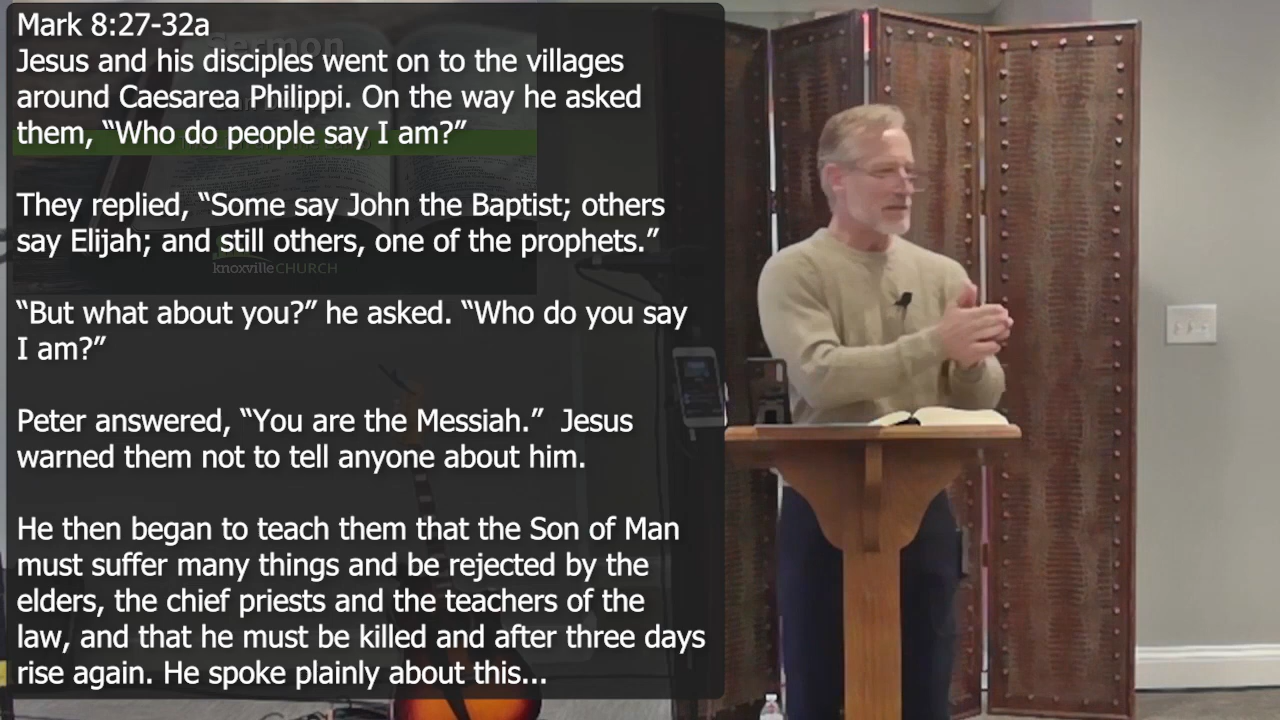 Mark 8:27-32a
Jesus and his disciples went on to the villages
around Caesarea Philippi. On the way he asked
them, “Who do people say I am?”
They replied, “Some say John the Baptist; others
say Elijah; and still others, one of the prophets.”
“But what about you?” he asked. “Who do you say
I am?”
Peter answered, “You are the Messiah.”  Jesus
warned them not to tell anyone about him.
He then began to teach them that the Son of Man
must suffer many things and be rejected by the
elders, the chief priests and the teachers of the
law, and that he must be killed and after three days
rise again. He spoke plainly about this...
Sermon
knoxvilleCHURCH